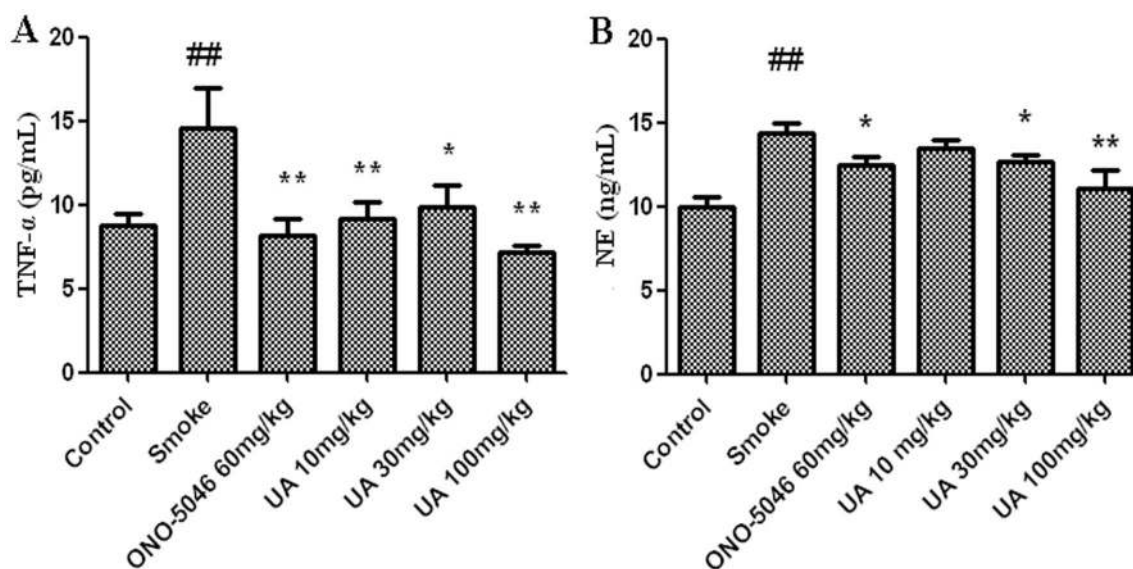 A
TNF-α (pg/mL)
20
15
10
5
0
##
**
**
*
**
Control
Smoke
ONO-5046 60mg/kg
UA 10mg/kg
UA 30mg/kg
UA 100mg/kg
B
NE (ng/mL)
20
15
10
5
0
##
*
*
**
Control
Smoke
ONO-5046 60mg/kg
UA 10 mg/kg
UA 30mg/kg
UA 100mg/kg